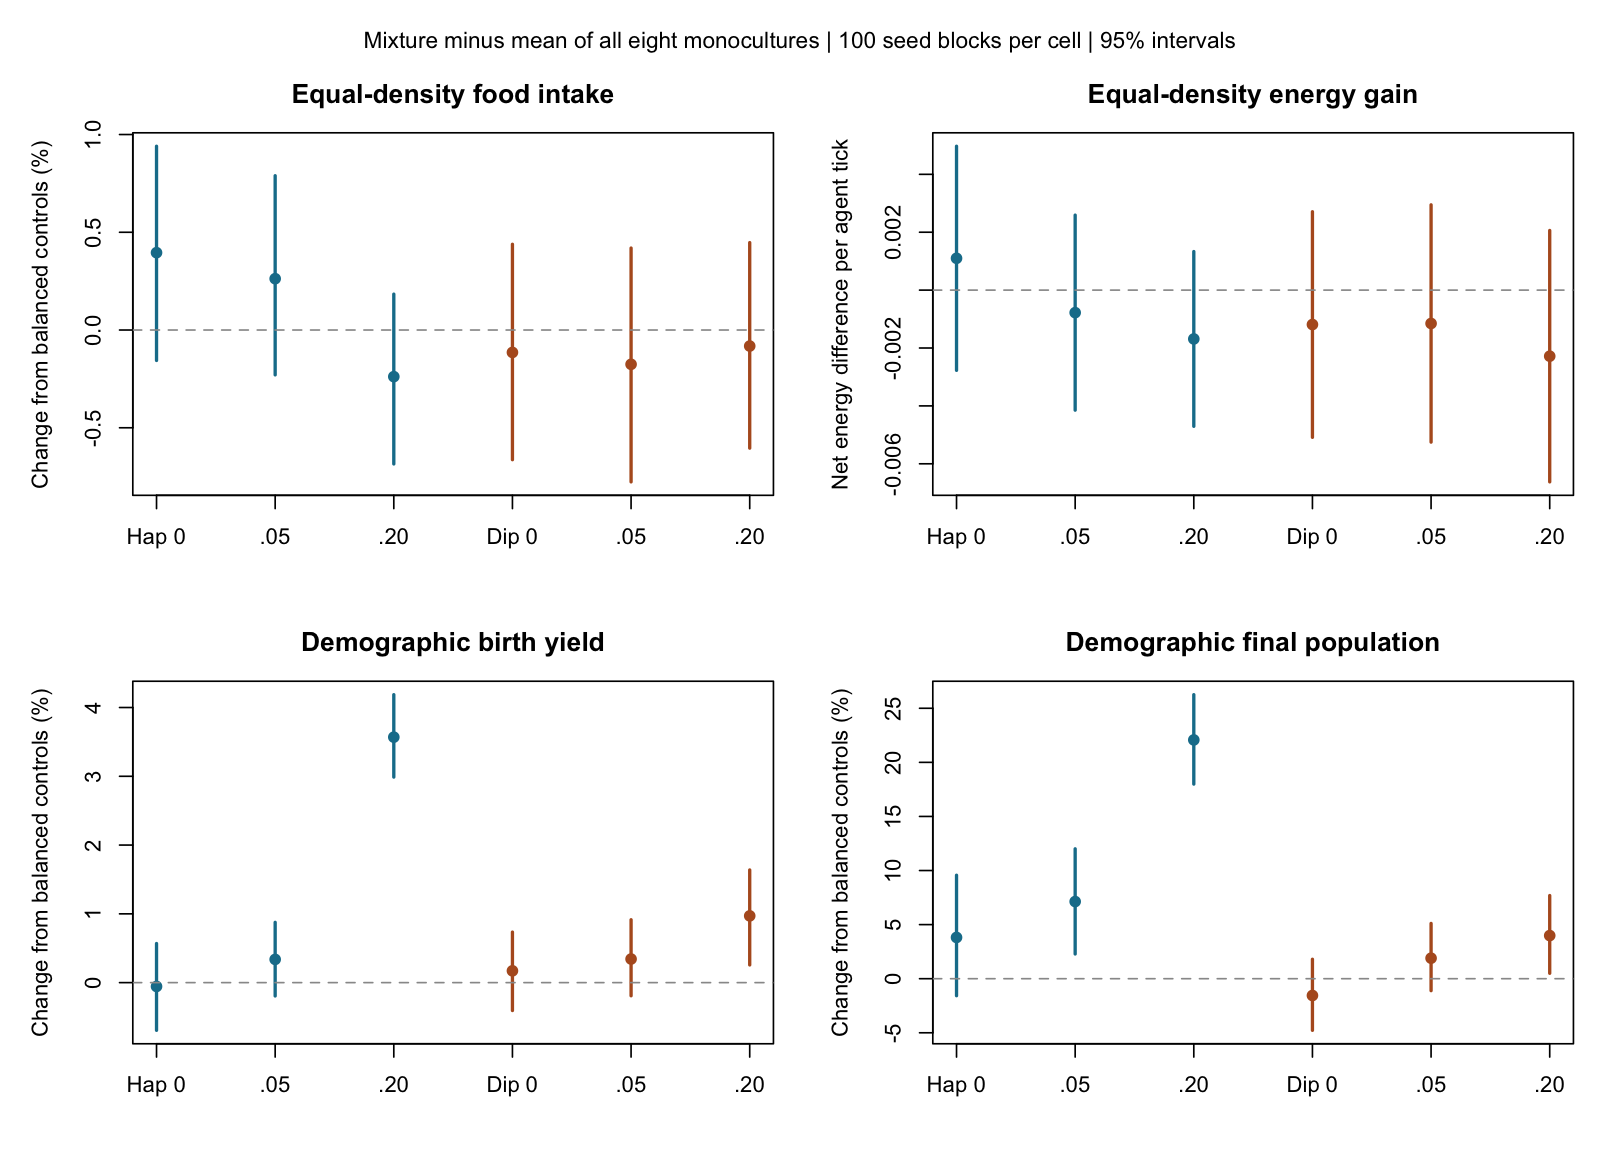 Mixture minus mean of all eight monocultures | 100 seed blocks per cell | 95% intervals
Equal-density food intake
Change from balanced controls (%)
1.0
0.5
0.0
-0.5
Hap 0 .05 .20 Dip 0 .05 .20
Equal-density energy gain
Net energy difference per agent tick
0.002
-0.002
-0.006
Hap 0 .05 .20 Dip 0 .05 .20
Demographic birth yield
Change from balanced controls (%)
4
3
2
1
0
Hap 0 .05 .20 Dip 0 .05 .20
Demographic final population
Change from balanced controls (%)
25
20
15
10
5
0
-5
Hap 0 .05 .20 Dip 0 .05 .20